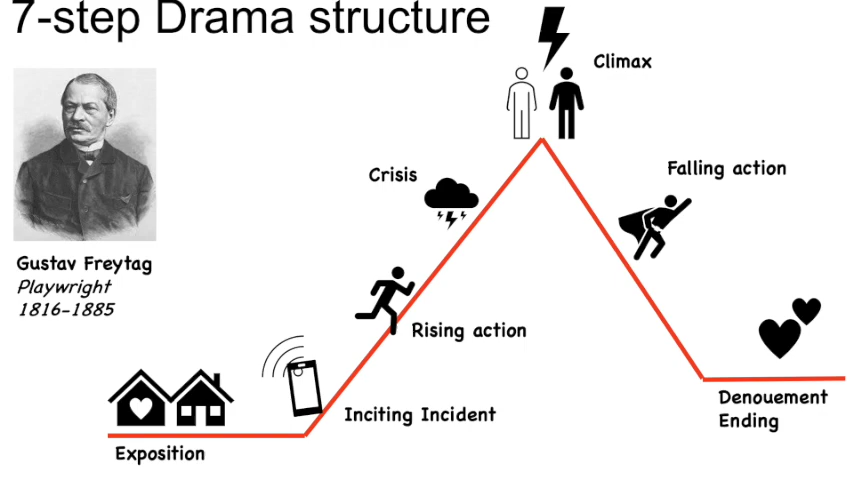 7-step Drama structure
Climax
Crisis
Falling action
Gustav Freytag
Playwright
1816-1885
Rising action
Inciting Incident
Denouement
Ending
Exposition